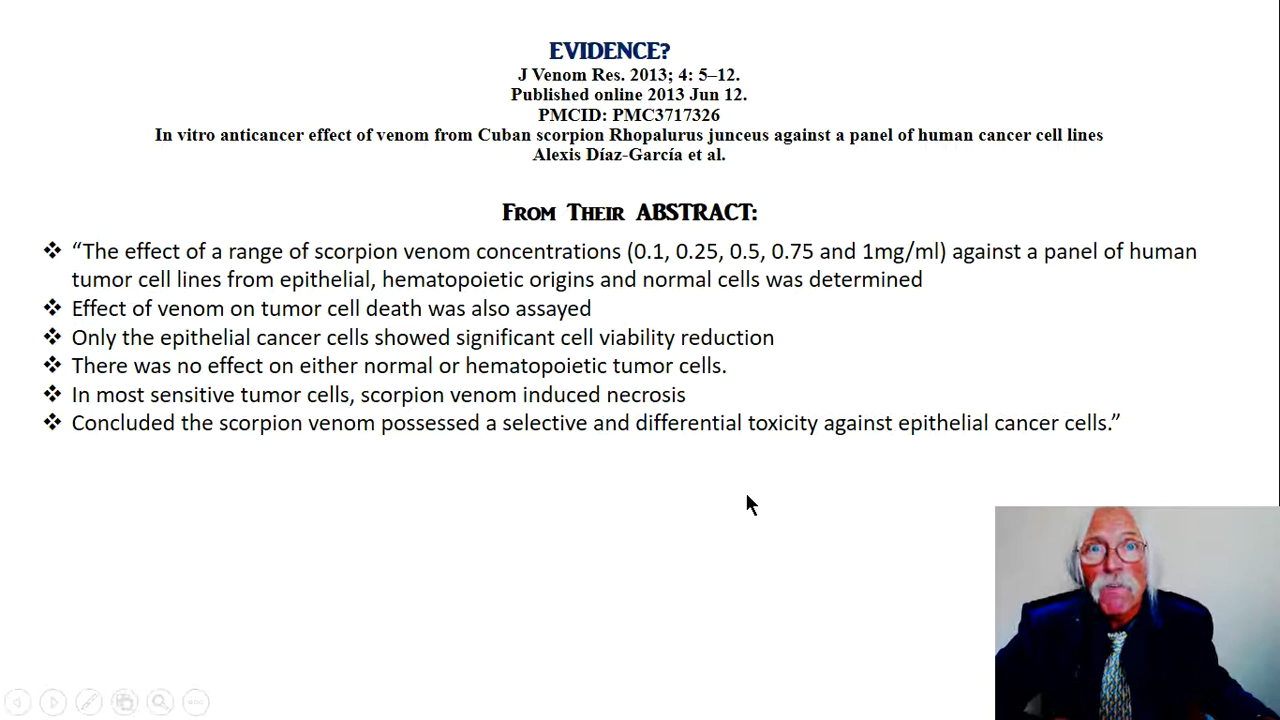 EVIDENCE?
J Venom Res. 2013; 4: 5–12.
Published online 2013 Jun 12.
PMCID: PMC3717326
In vitro anticancer effect of venom from Cuban scorpion Rhopalurus junceus against a panel of human cancer cell lines
Alexis Díaz-García et al.
From Their ABSTRACT:
❖ “The effect of a range of scorpion venom concentrations (0.1, 0.25, 0.5, 0.75 and 1mg/ml) against a panel of human
tumor cell lines from epithelial, hematopoietic origins and normal cells was determined
❖ Effect of venom on tumor cell death was also assayed
❖ Only the epithelial cancer cells showed significant cell viability reduction
❖ There was no effect on either normal or hematopoietic tumor cells.
❖ In most sensitive tumor cells, scorpion venom induced necrosis
❖ Concluded the scorpion venom possessed a selective and differential toxicity against epithelial cancer cells.”